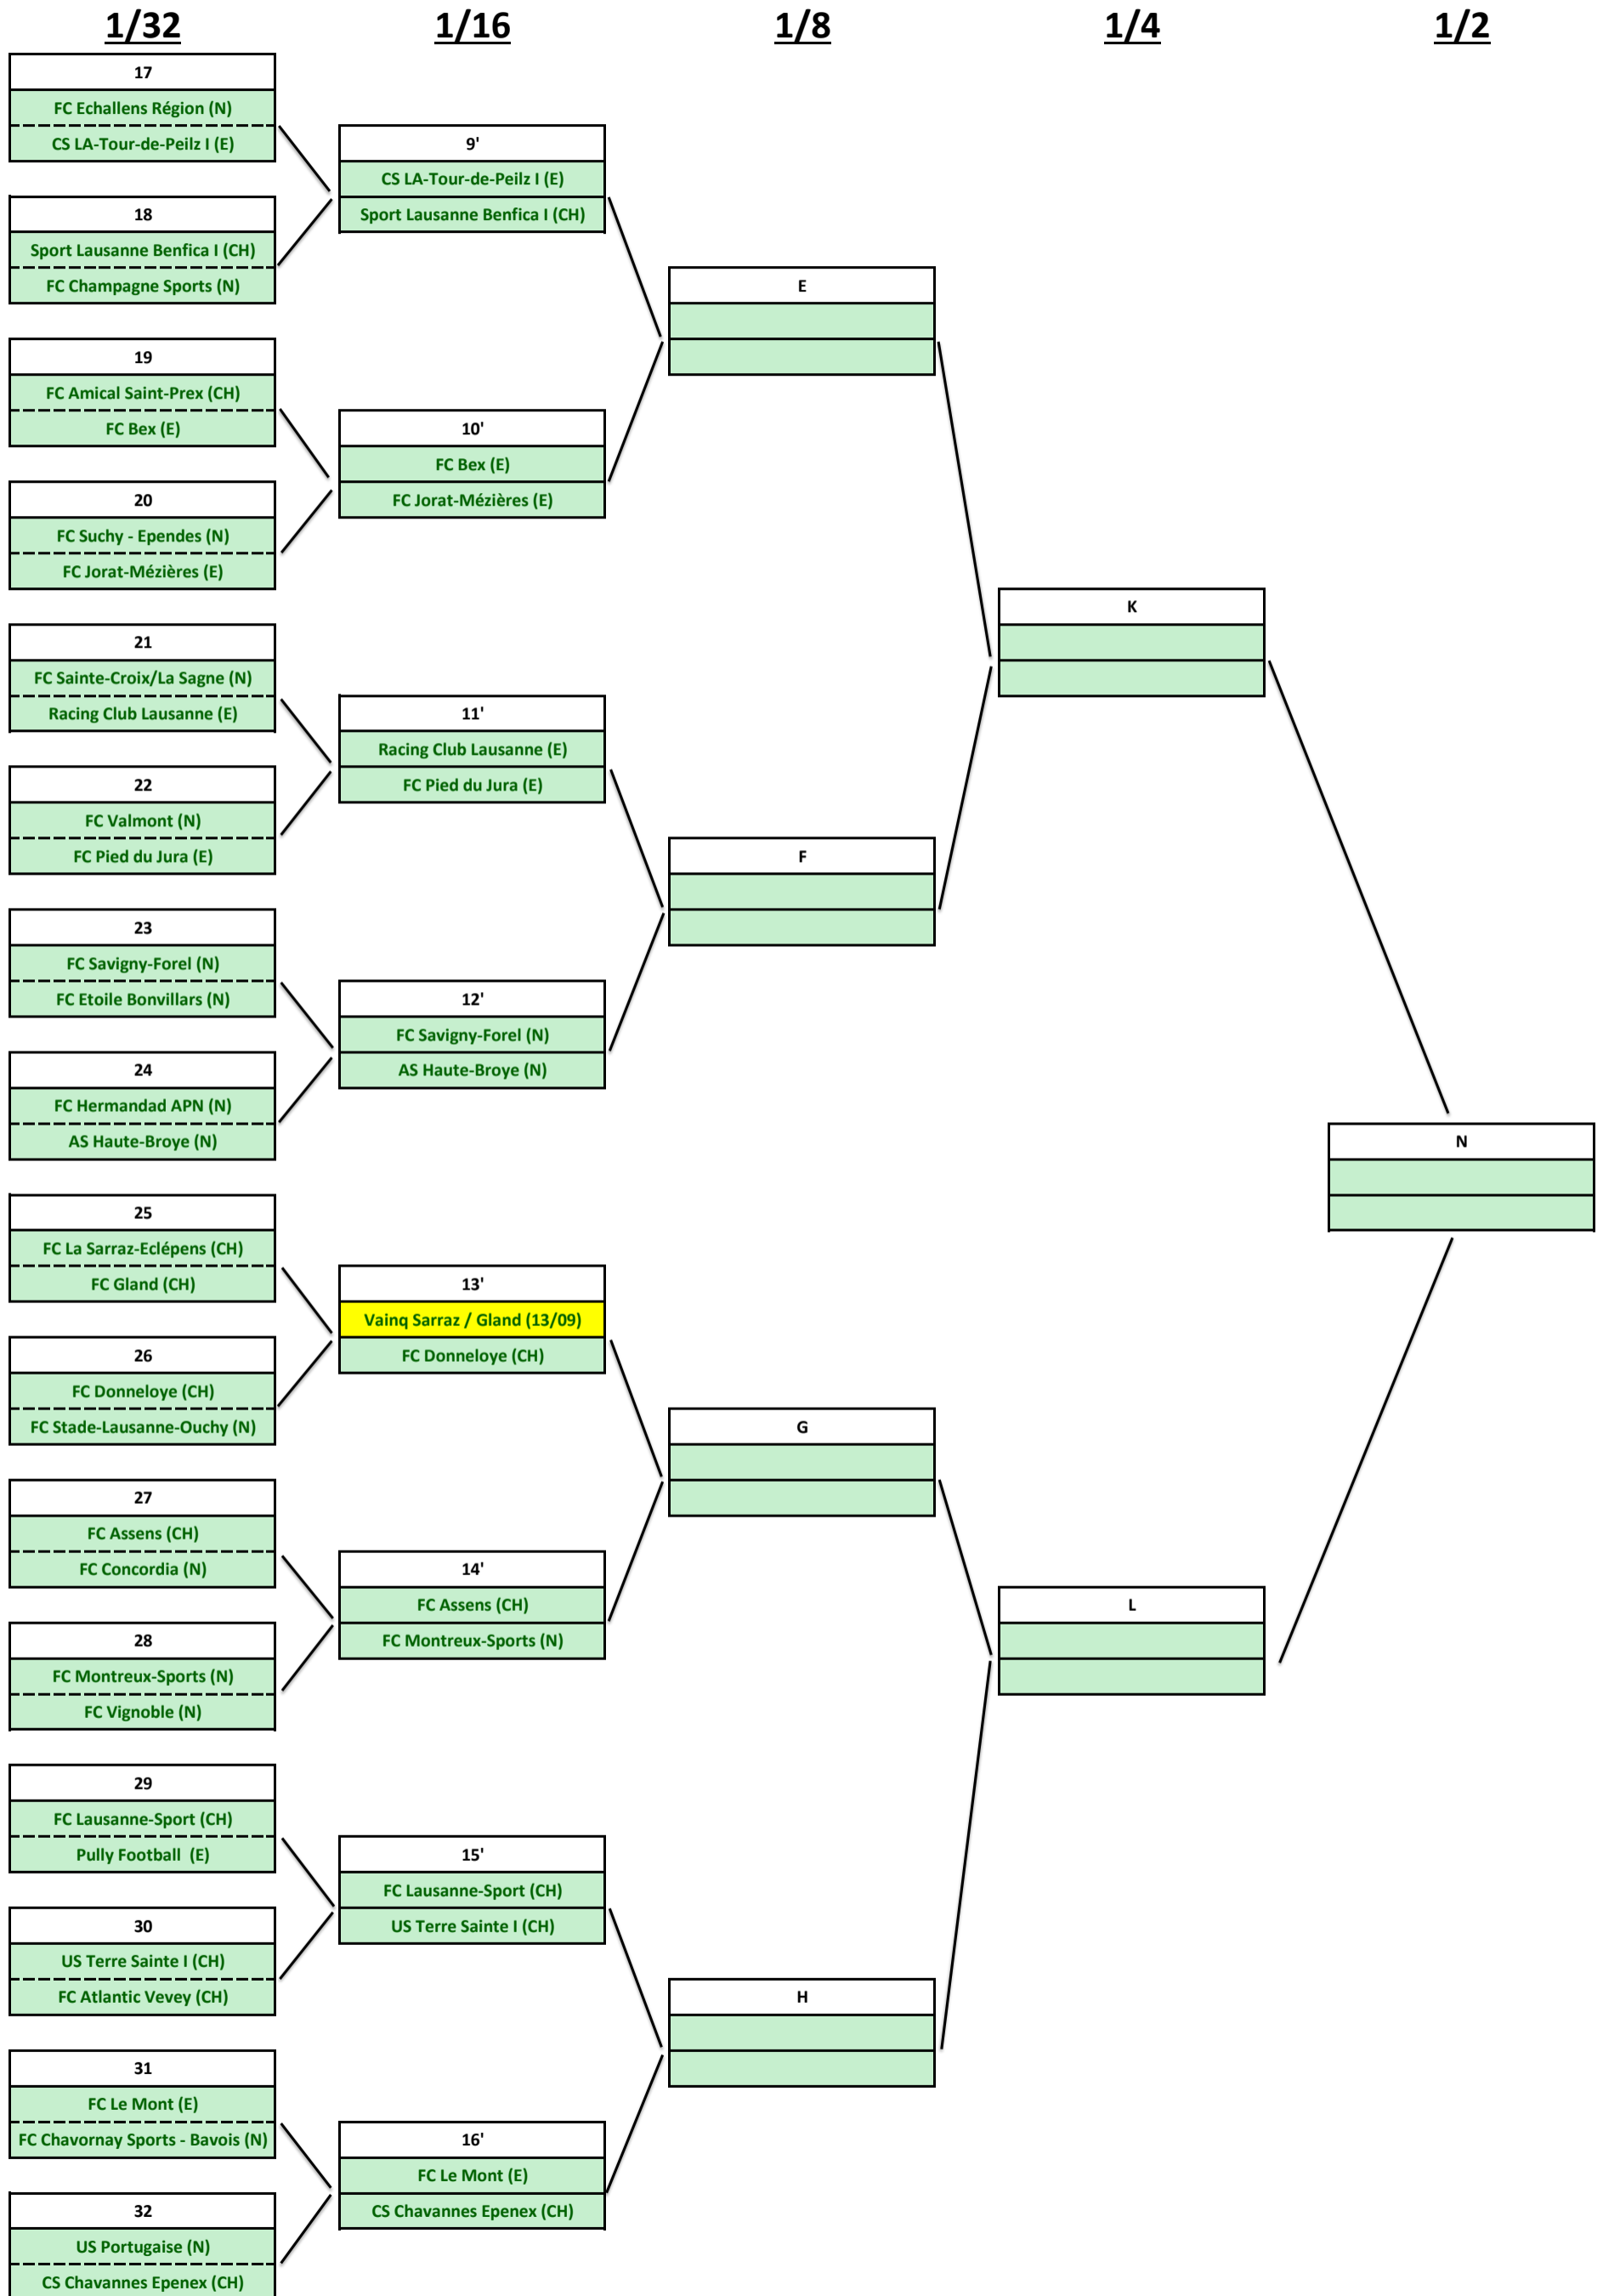 1/32
1/16
1/8
1/4
1/2
17
FC Echallens Région (N)
CS LA-Tour-de-Peilz I (E)
18
Sport Lausanne Benfica I (CH)
FC Champagne Sports (N)
19
FC Amical Saint-Prex (CH)
FC Bex (E)
20
FC Suchy - Ependes (N)
FC Jorat-Mézières (E)
21
FC Sainte-Croix/La Sagne (N)
Racing Club Lausanne (E)
22
FC Valmont (N)
FC Pied du Jura (E)
23
FC Savigny-Forel (N)
FC Etoile Bonvillars (N)
24
FC Hermandad APN (N)
AS Haute-Broye (N)
25
FC La Sarraz-Eclépens (CH)
FC Gland (CH)
26
FC Donneloye (CH)
FC Stade-Lausanne-Ouchy (N)
27
FC Assens (CH)
FC Concordia (N)
28
FC Montreux-Sports (N)
FC Vignoble (N)
29
FC Lausanne-Sport (CH)
Pully Football (E)
30
US Terre Sainte I (CH)
FC Atlantic Vevey (CH)
31
FC Le Mont (E)
FC Chavornay Sports - Bavois (N)
32
US Portugaise (N)
CS Chavannes Epenex (CH)
9'
CS LA-Tour-de-Peilz I (E)
Sport Lausanne Benfica I (CH)
10'
FC Bex (E)
FC Jorat-Mézières (E)
11'
Racing Club Lausanne (E)
FC Pied du Jura (E)
12'
FC Savigny-Forel (N)
AS Haute-Broye (N)
13'
Vainq Sarraz / Gland (13/09)
FC Donneloye (CH)
14'
FC Assens (CH)
FC Montreux-Sports (N)
15'
FC Lausanne-Sport (CH)
US Terre Sainte I (CH)
16'
FC Le Mont (E)
CS Chavannes Epenex (CH)
E
F
G
H
K
L
N